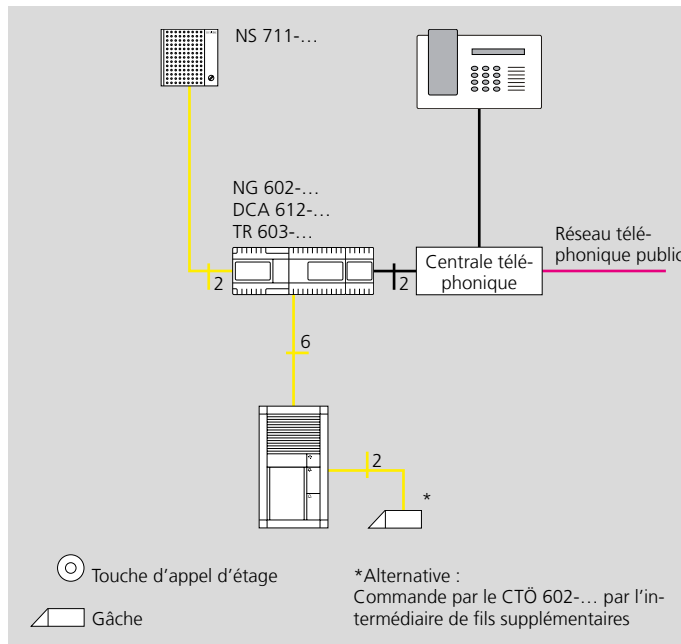 NS 711-…
NG 602-…
DCA 612-…
TR 603-…
Réseau télé-
phonique public
Centrale télé-
phonique
2
2
6
2
*
Touche d’appel d’étage
Gâche
*Alternative :
Commande par le CTÖ 602-… par l’in-
termédiaire de fils supplémentaires